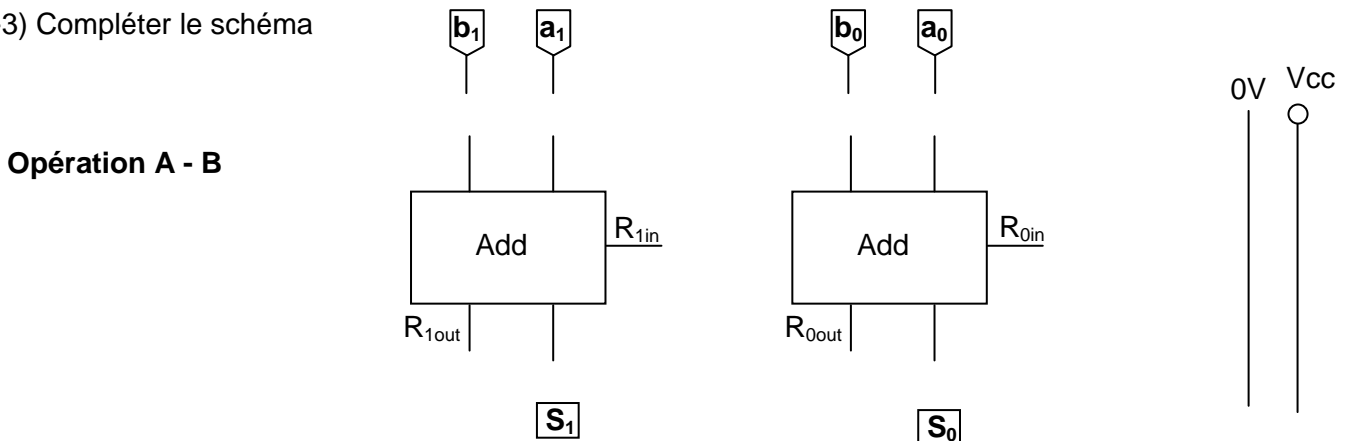 3) Compléter le schéma
b₁ a₁ b₀ a₀
0V Vcc
Opération A - B
Add R₁ᵢₙ Add R₀ᵢₙ
R₁ₒᵤₜ R₀ₒᵤₜ
S₁ S₀